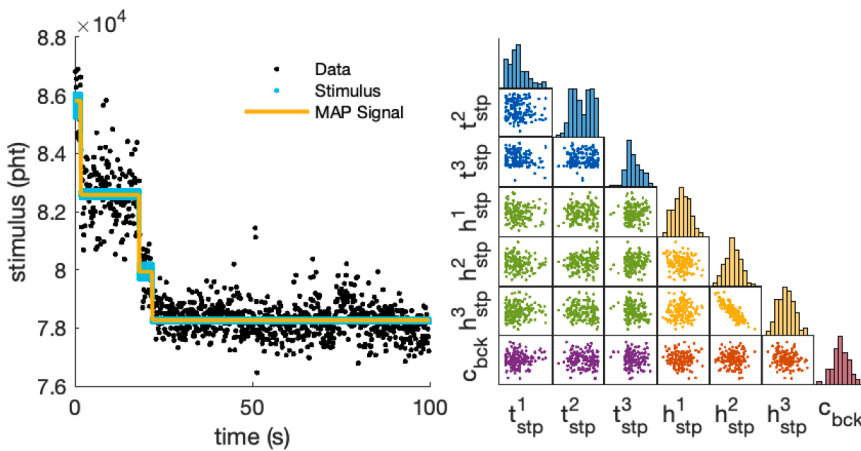 ×10⁴
8.8
8.6
8.4
8.2
8
7.8
7.6
0
50
100
time (s)
stimulus (pht)
Data
Stimulus
MAP Signal
t²stp
t³stp
h¹stp
h²stp
h³stp
cbck
t¹stp t²stp t³stp h¹stp h²stp h³stp cbck